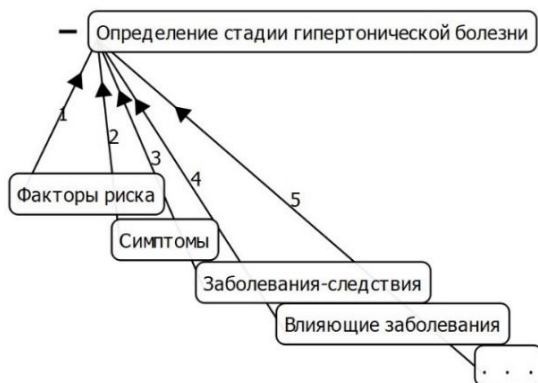 Определение стадии гипертонической болезни
1
2
3
4
5
Факторы риска
Симптомы
Заболевания-следствия
Влияющие заболевания
. . .